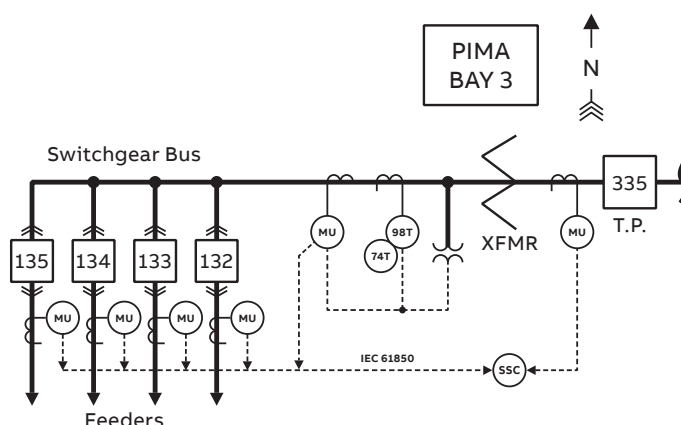 PIMA
BAY 3
N
Switchgear Bus
335
T.P.
XFMR
MU
98T
74T
MU
135
134
133
132
MU
MU
MU
MU
IEC 61850
SSC
Feeders